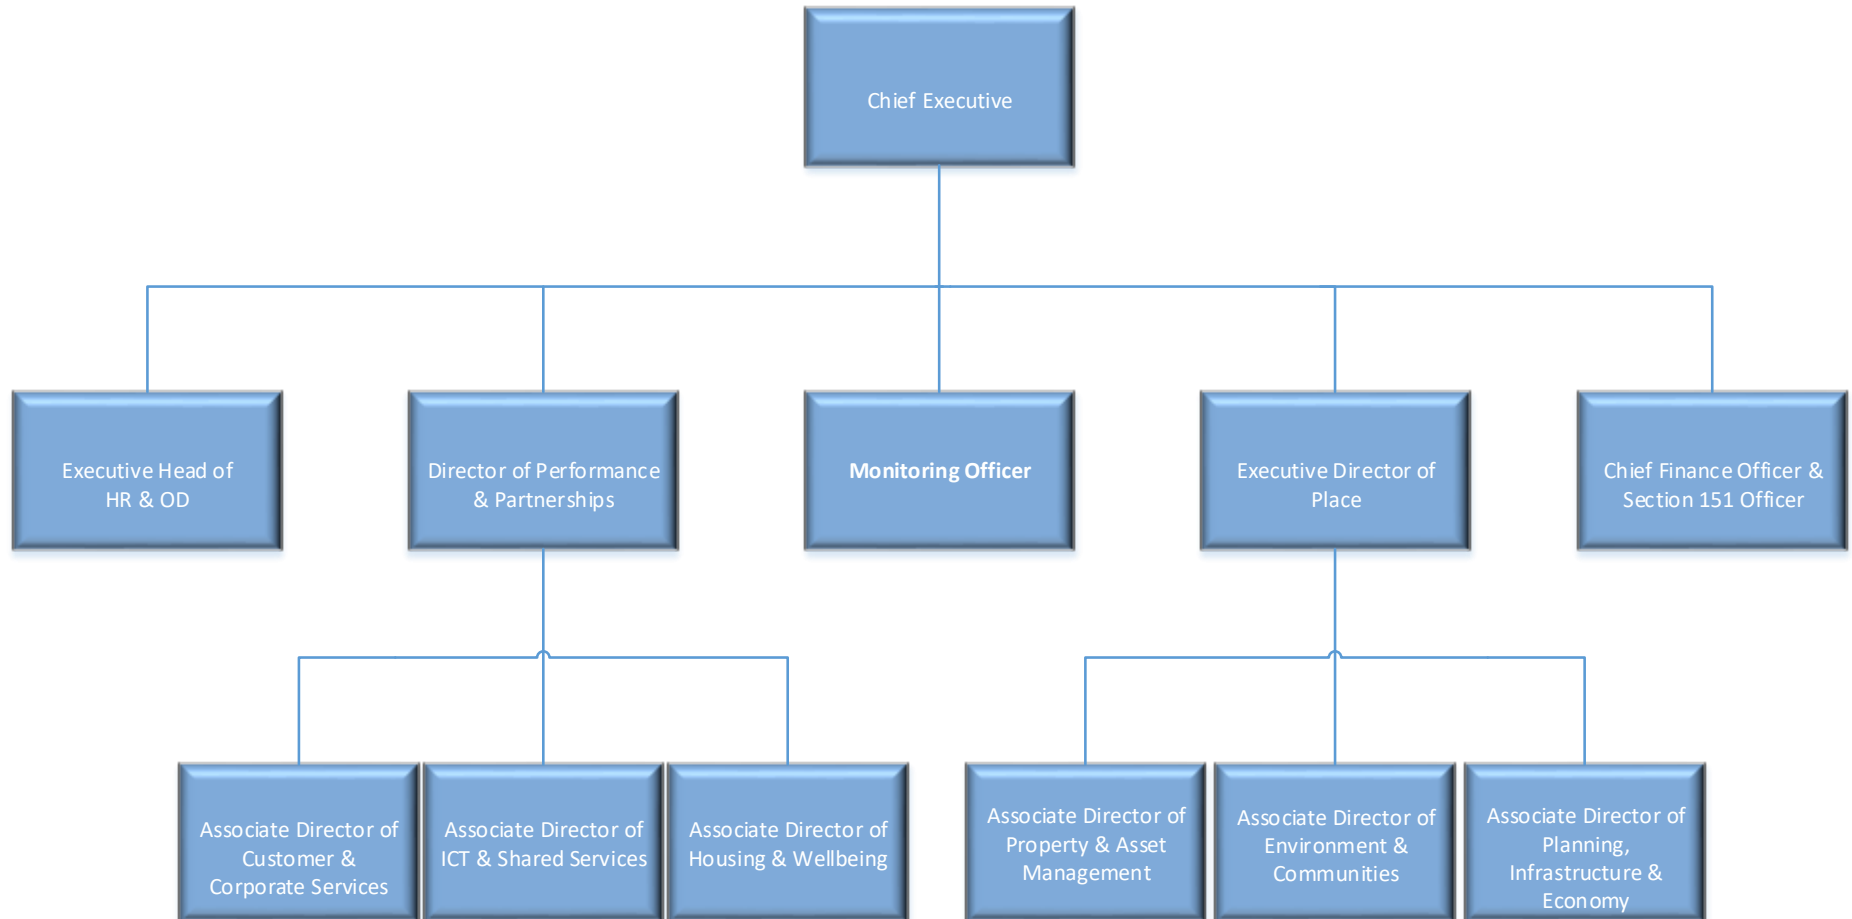 Chief Executive
Executive Head of
HR & OD
Director of Performance
& Partnerships
Monitoring Officer
Executive Director of
Place
Chief Finance Officer &
Section 151 Officer
Associate Director of
Customer &
Corporate Services
Associate Director of
ICT & Shared Services
Associate Director of
Housing & Wellbeing
Associate Director of
Property & Asset
Management
Associate Director of
Environment &
Communities
Associate Director of
Planning,
Infrastructure &
Economy